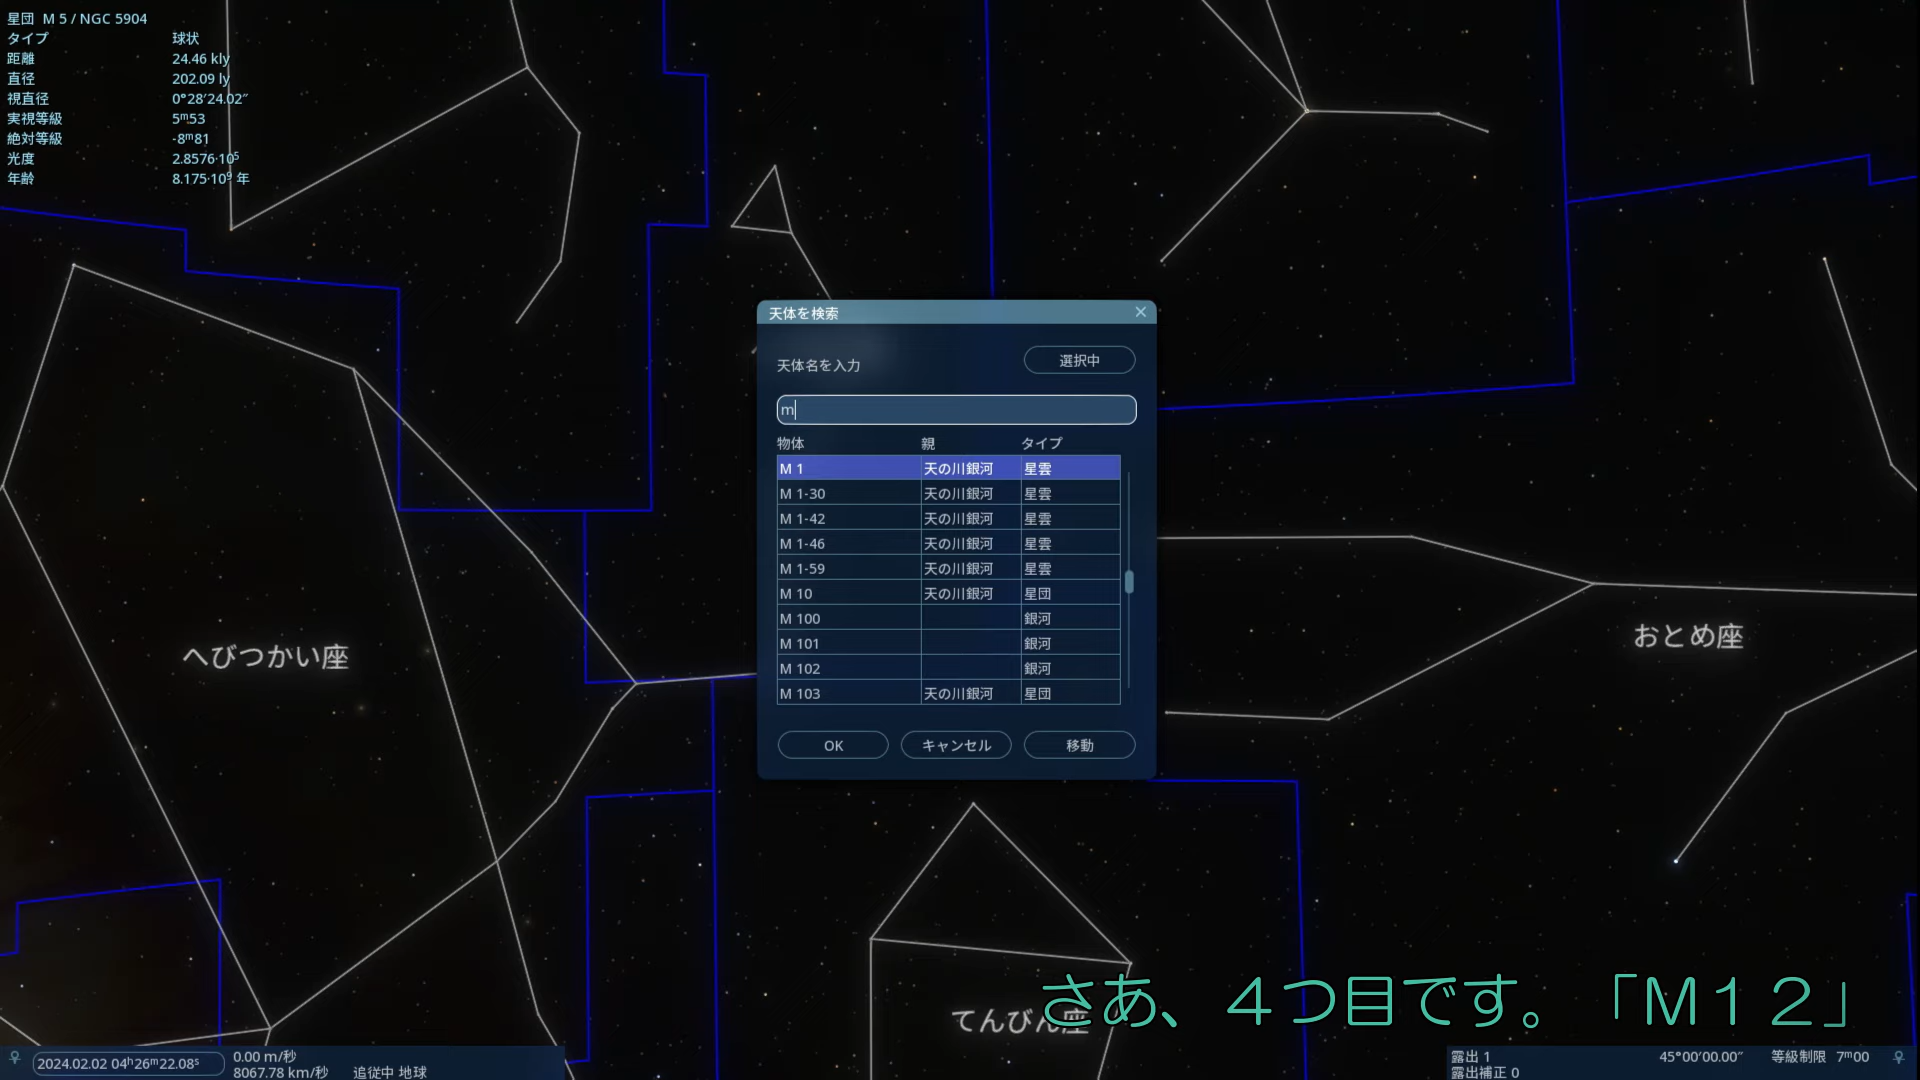 星団 M 5 / NGC 5904
タイプ 球状
距離 24.46 kly
直径 202.09 ly
視直径 0°28′24.02″
実視等級 5ᵐ53
絶対等級 -8ᵐ81
光度 2.8576·10⁵
年齢 8.175·10⁹ 年
天体を検索
天体名を入力 選択中
m
物体 親 タイプ
M 1 天の川銀河 星雲
M 1-30 天の川銀河 星雲
M 1-42 天の川銀河 星雲
M 1-46 天の川銀河 星雲
M 1-59 天の川銀河 星雲
M 10 天の川銀河 星団
M 100 銀河
M 101 銀河
M 102 銀河
M 103 天の川銀河 星団
OK キャンセル 移動
へびつかい座
おとめ座
てんびん座
さあ、４つ目です。「Ｍ１２」
2024.02.02 04ʰ26ᵐ22.08ˢ
0.00 m/秒
8067.78 km/秒 追従中 地球
露出 1 45°00′00.00″ 等級制限 7ᵐ00
露出補正 0